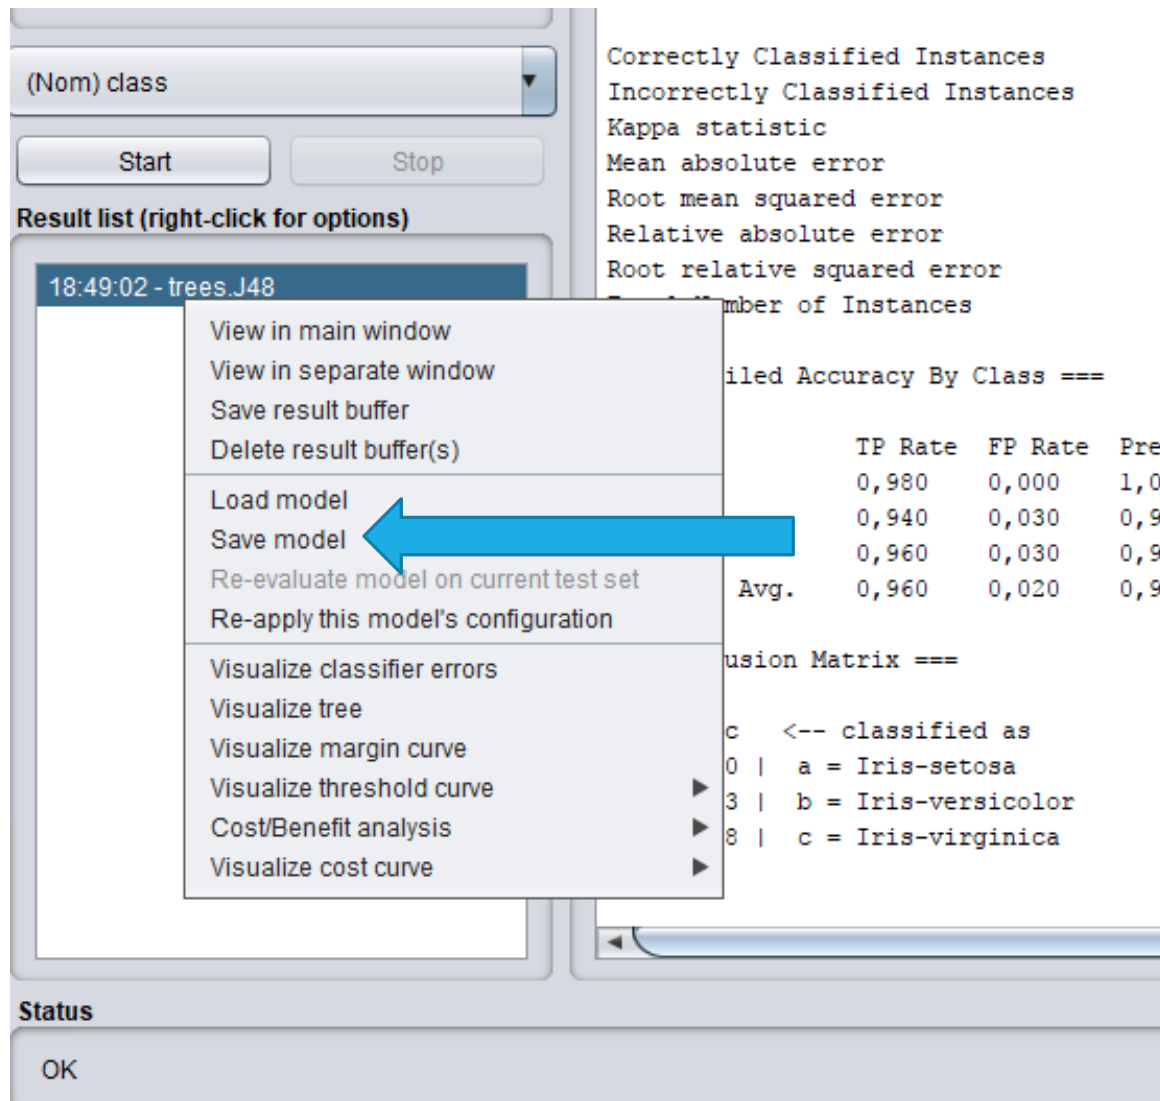 (Nom) class
Start
Stop
Result list (right-click for options)
18:49:02 - trees.J48
View in main window
View in separate window
Save result buffer
Delete result buffer(s)
Load model
Save model
Re-evaluate model on current test set
Re-apply this model's configuration
Visualize classifier errors
Visualize tree
Visualize margin curve
Visualize threshold curve
Cost/Benefit analysis
Visualize cost curve
Status
OK
Correctly Classified Instances
Incorrectly Classified Instances
Kappa statistic
Mean absolute error
Root mean squared error
Relative absolute error
Root relative squared error
of Instances
Accuracy By Class ===
TP Rate FP Rate
0,980 0,000
0,940 0,030
0,960 0,030
Avg. 0,960 0,020
Matrix ===
c <-- classified as
0 | a = Iris-setosa
3 | b = Iris-versicolor
8 | c = Iris-virginica